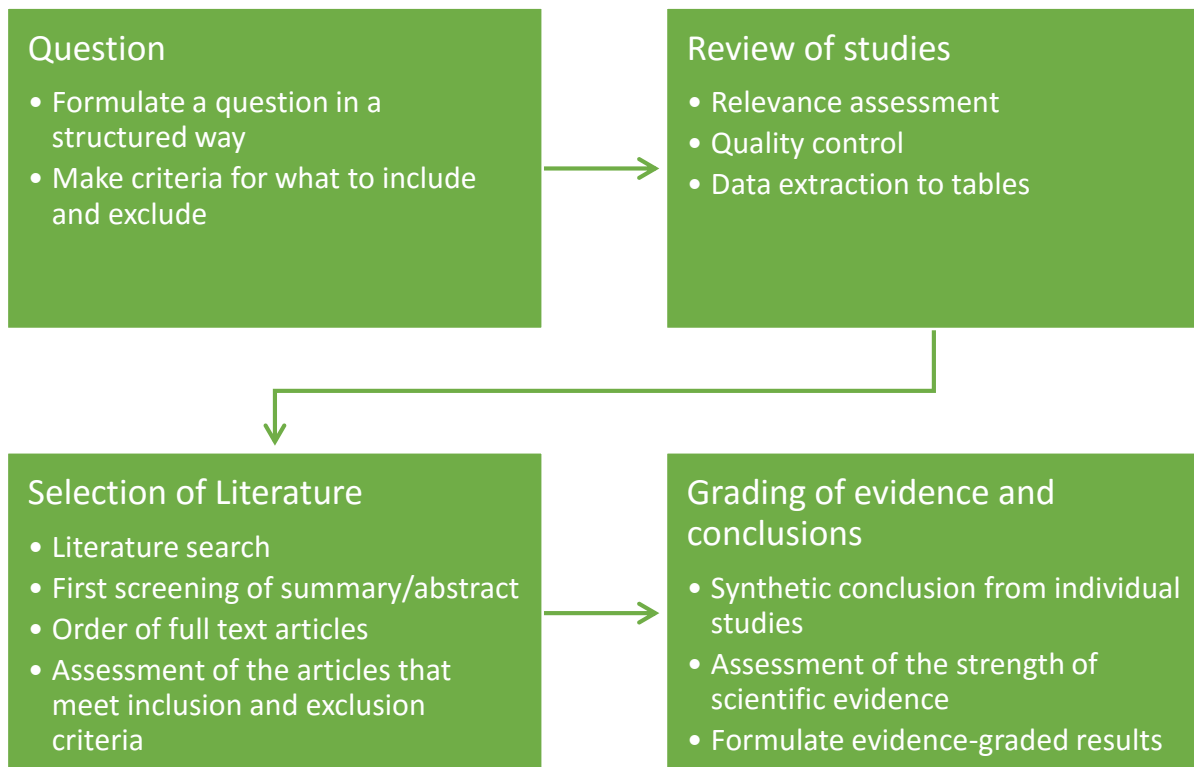 Question
• Formulate a question in a
structured way
• Make criteria for what to include
and exclude
Review of studies
• Relevance assessment
• Quality control
• Data extraction to tables
Selection of Literature
• Literature search
• First screening of summary/abstract
• Order of full text articles
• Assessment of the articles that
meet inclusion and exclusion
criteria
Grading of evidence and
conclusions
• Synthetic conclusion from individual
studies
• Assessment of the strength of
scientific evidence
• Formulate evidence-graded results